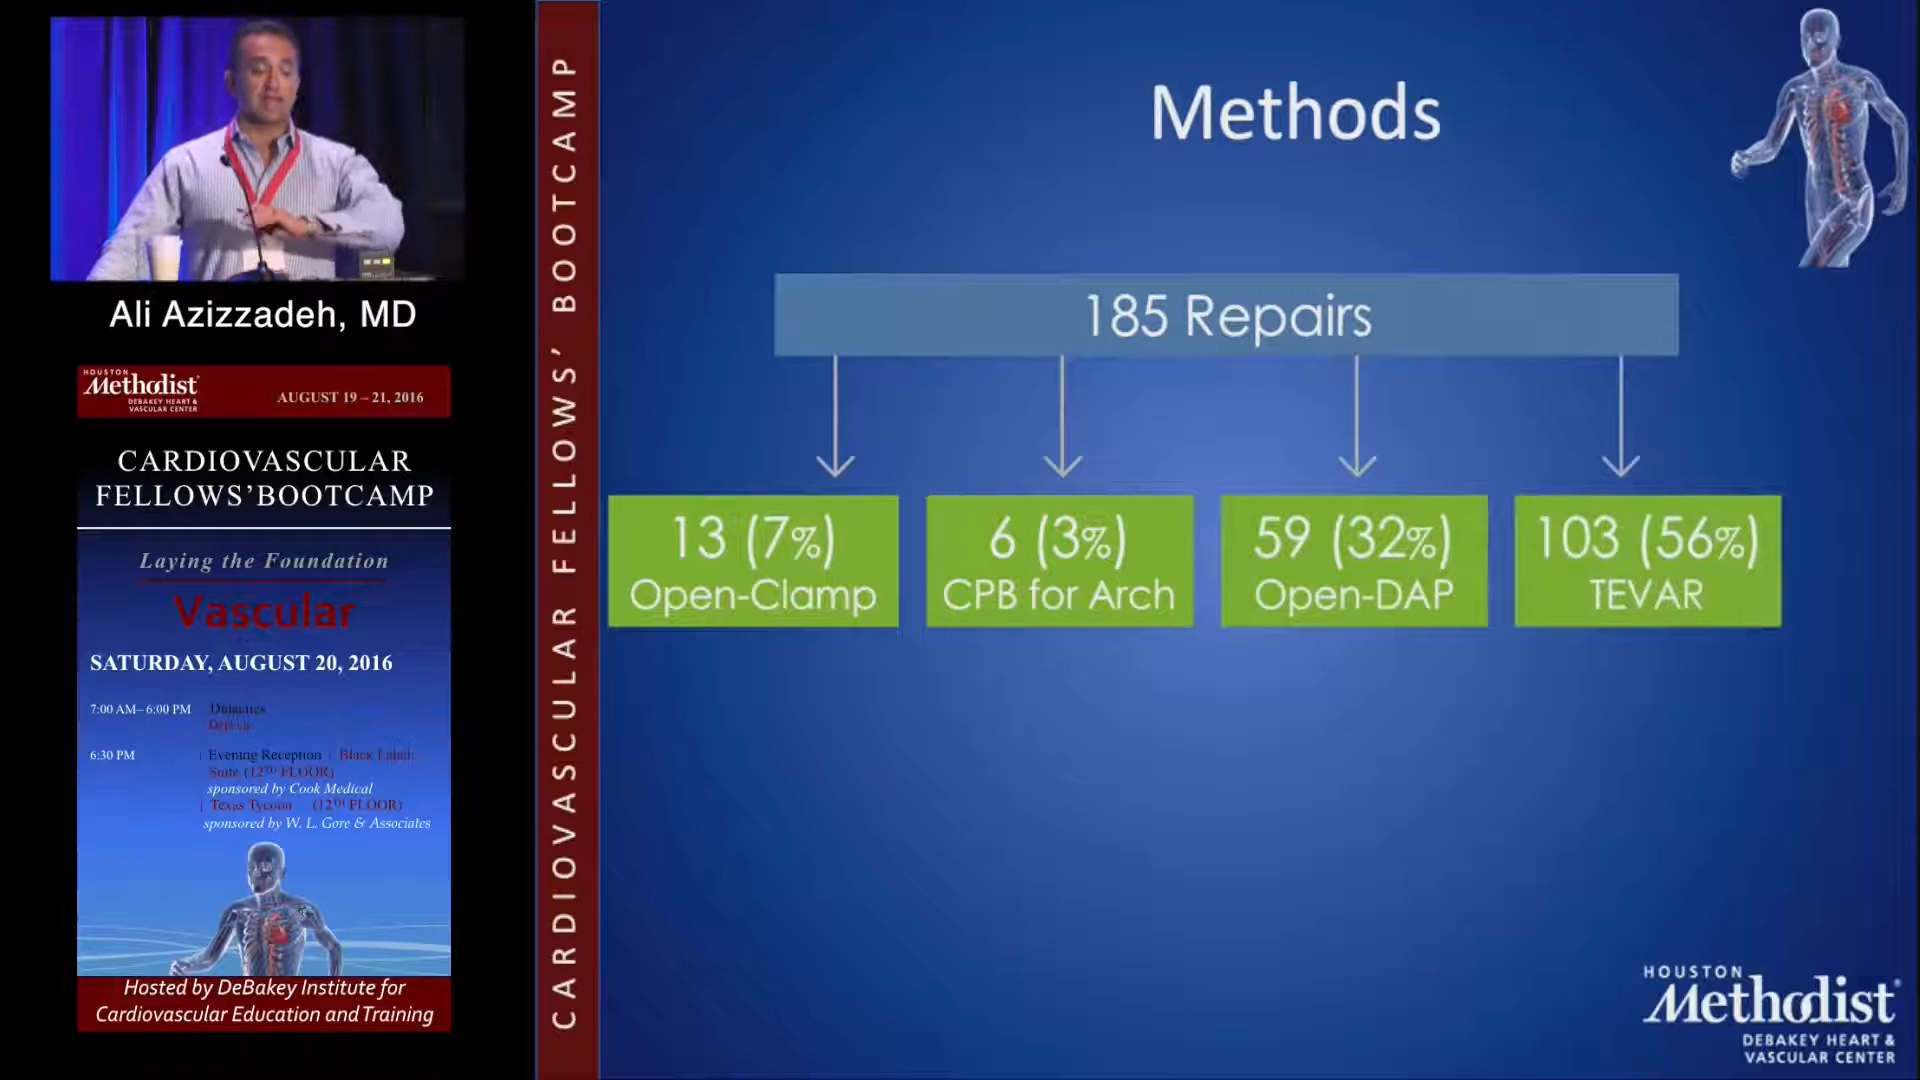 Ali Azizzadeh, MD
HOUSTON
Methodist
DEBAKEY HEART &
VASCULAR CENTER
AUGUST 19 – 21, 2016
CARDIOVASCULAR
FELLOWS'BOOTCAMP
Laying the Foundation
Vascular
SATURDAY, AUGUST 20, 2016
7:00 AM– 6:00 PM Didactics
6:30 PM | Evening Reception | Black Label
Suite (12TH FLOOR)
sponsored by Cook Medical
| Texas Tycoon (12TH FLOOR)
sponsored by W. L. Gore & Associates
Hosted by DeBakey Institute for
Cardiovascular Education and Training
CARDIOVASCULAR FELLOWS' BOOTCAMP
Methods
185 Repairs
13 (7%)
Open-Clamp
6 (3%)
CPB for Arch
59 (32%)
Open-DAP
103 (56%)
TEVAR
HOUSTON
Methodist
DEBAKEY HEART &
VASCULAR CENTER